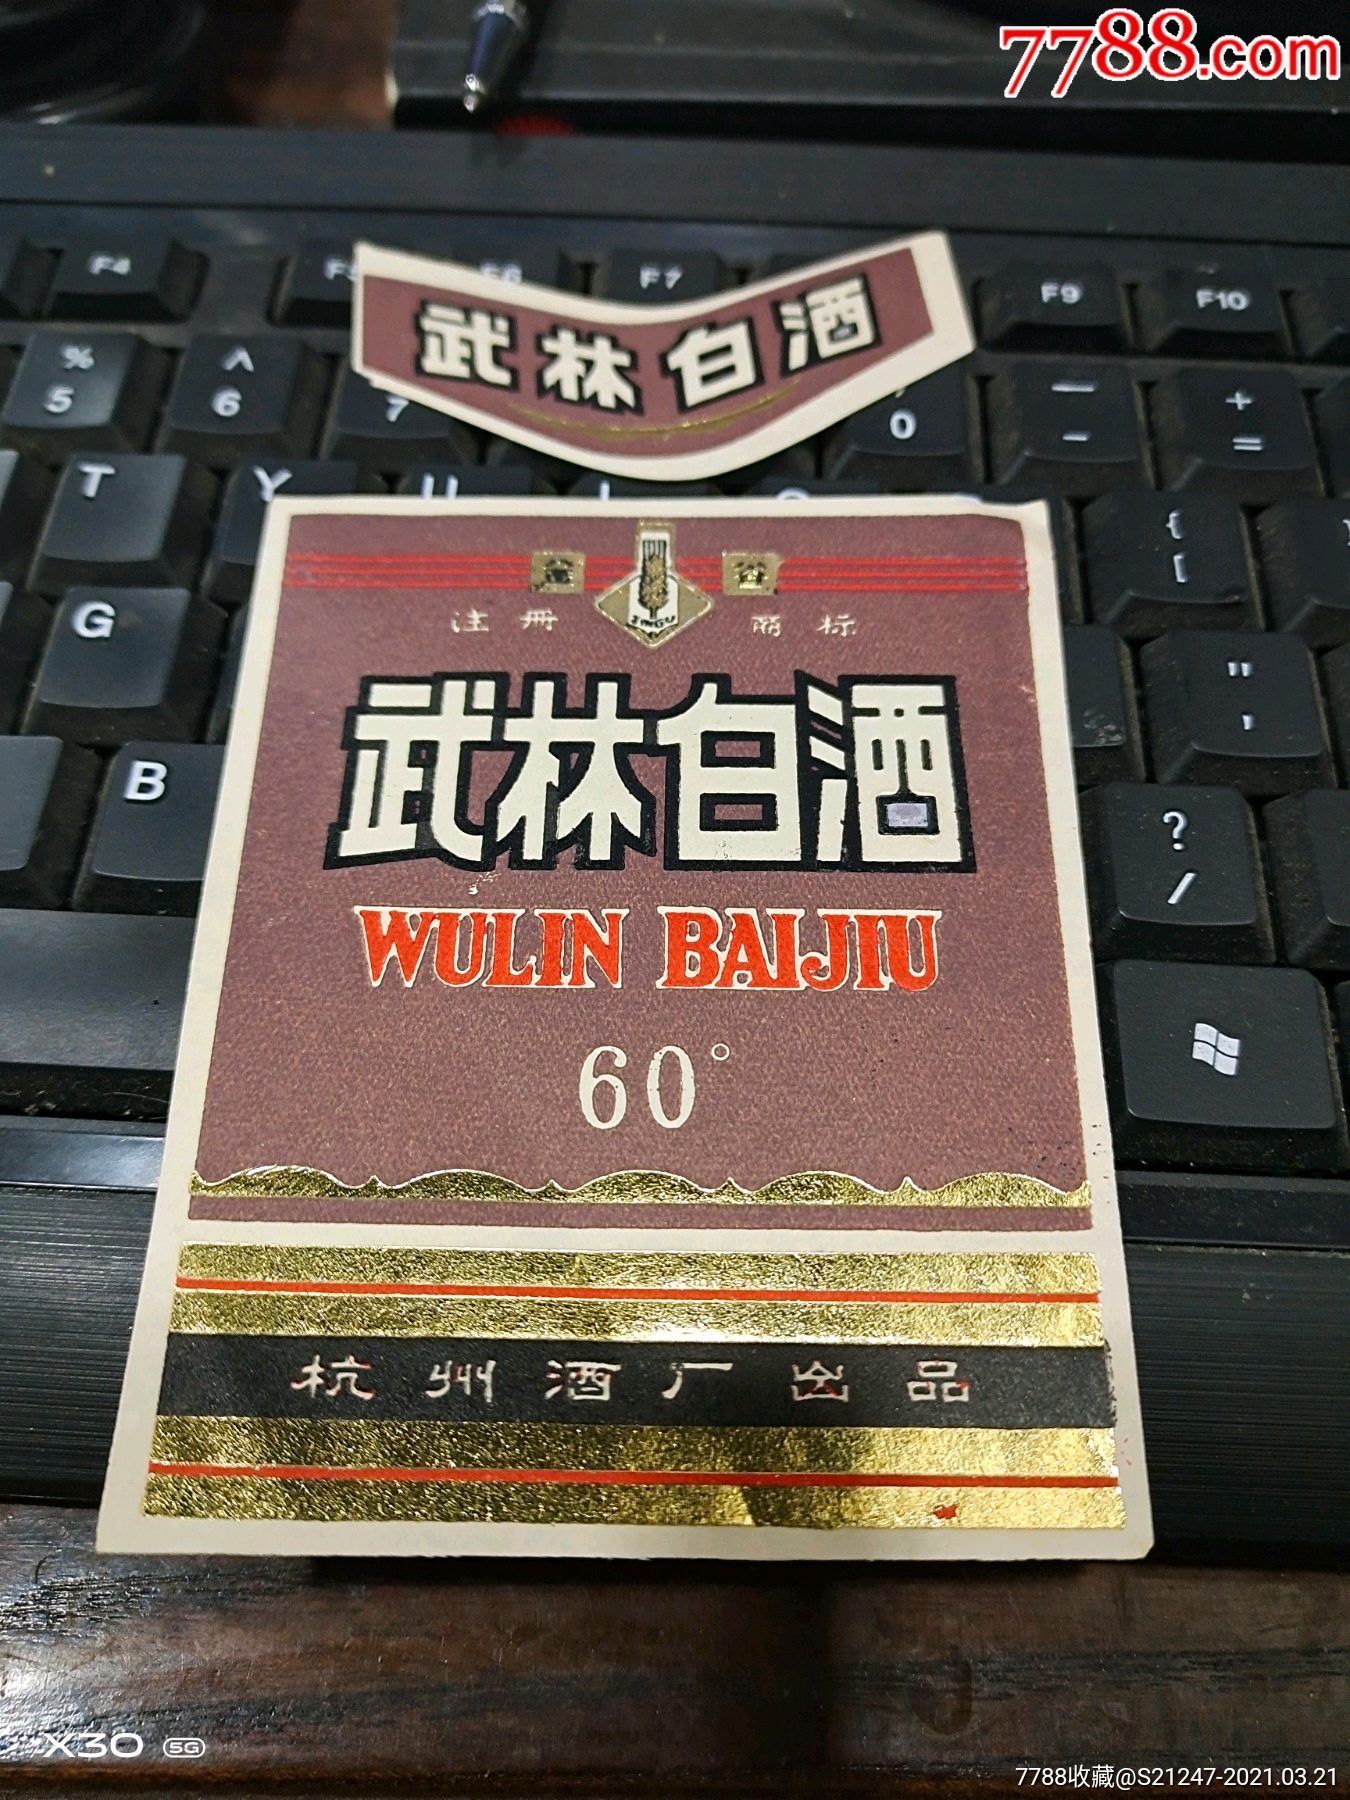 7788.com
F4 F5 F6 F7 F9 F10
武林白酒
% 5
^ 6
7
0
— -
+ =
T Y U
{ [
金 谷
JINGU
注册 商标
G
" '
武林白酒
B
? /
WULIN BAIJIU
60°
杭州酒厂出品
X30 5G
7788收藏@S21247-2021.03.21